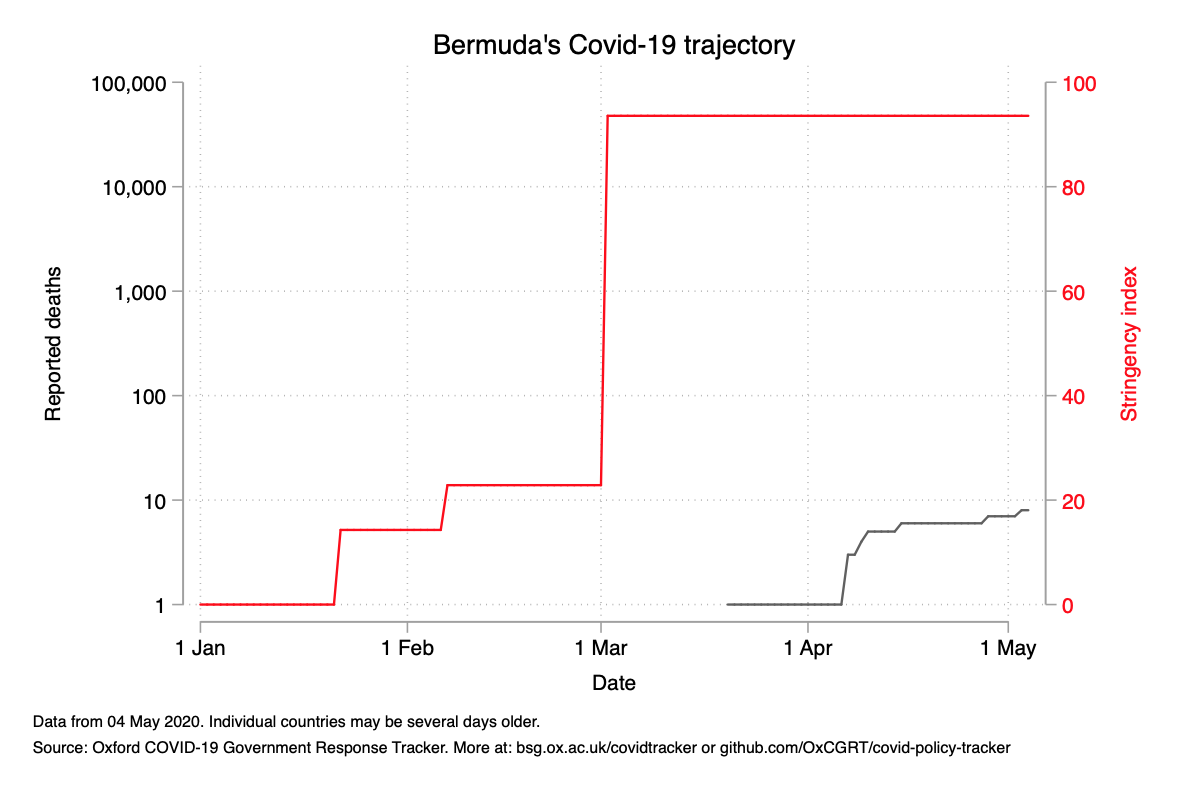 Bermuda's Covid-19 trajectory
100,000
10,000
1,000
100
10
1
Reported deaths
100
80
60
40
20
0
Stringency index
1 Jan
1 Feb
1 Mar
1 Apr
1 May
Date
Data from 04 May 2020. Individual countries may be several days older.
Source: Oxford COVID-19 Government Response Tracker. More at: bsg.ox.ac.uk/covidtracker or github.com/OxCGRT/covid-policy-tracker